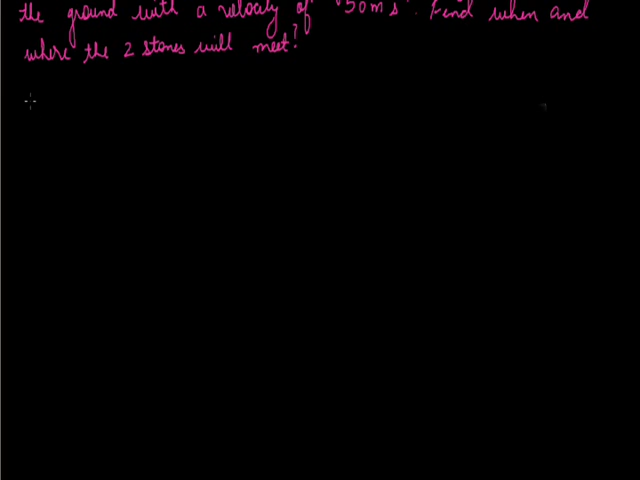 the ground with a velocity of 50 m s. Find when and
where the 2 stones will meet?